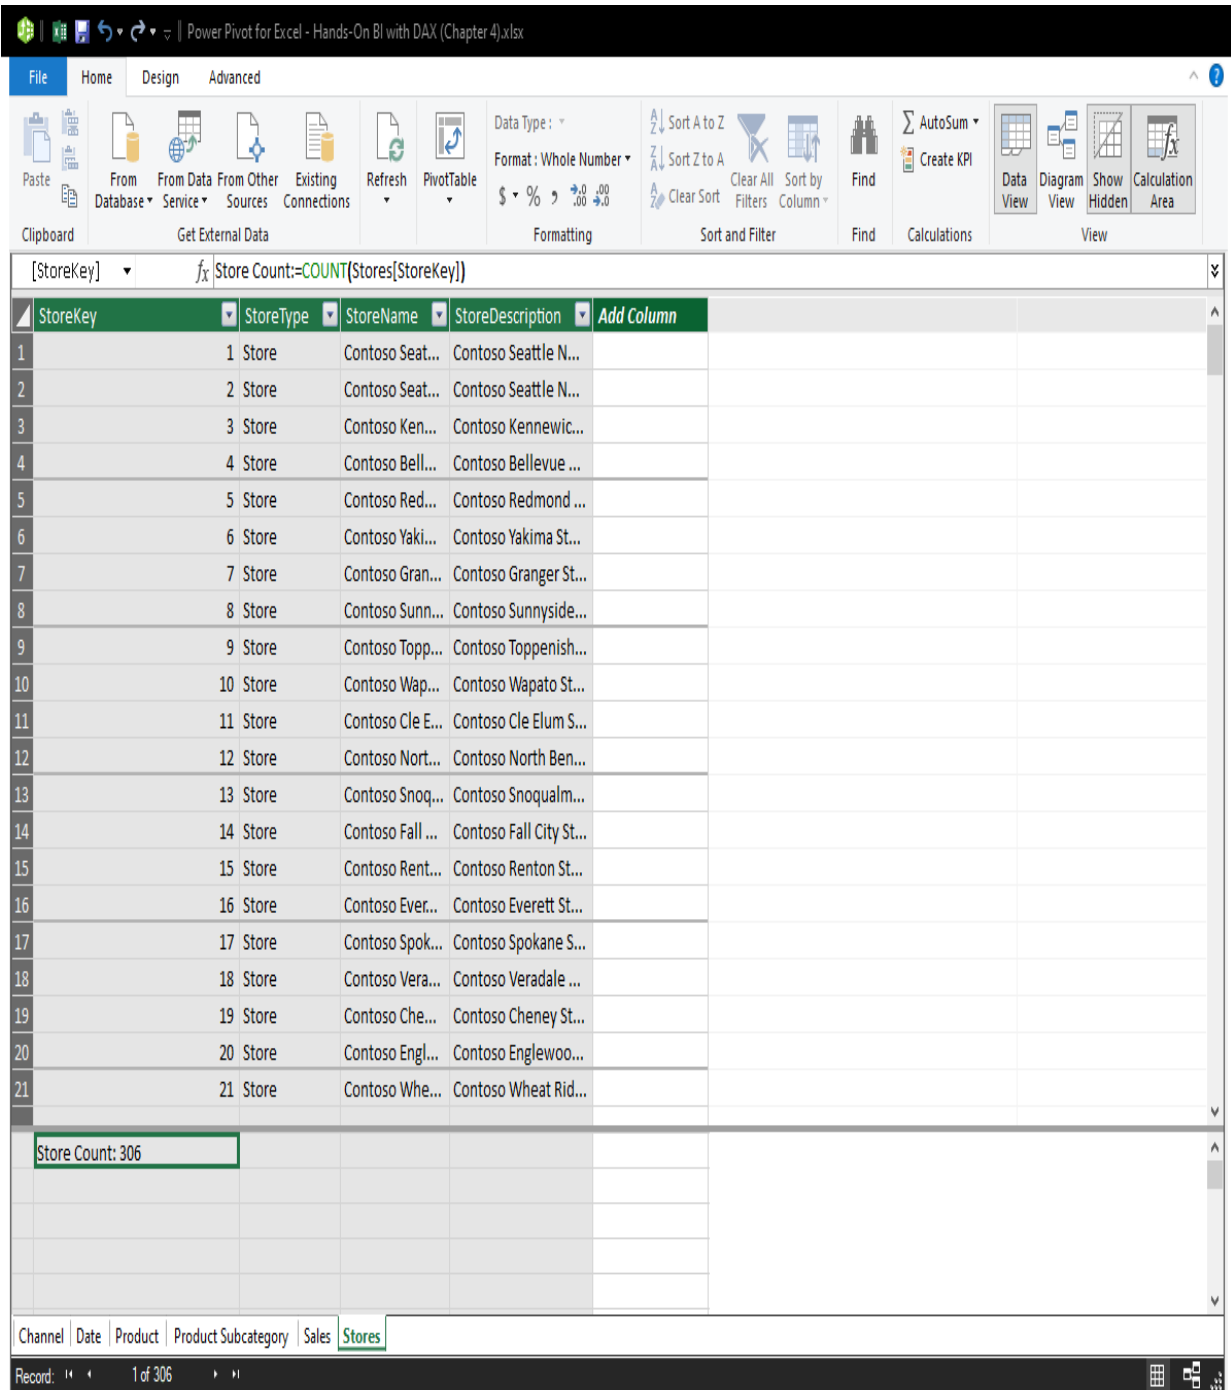 Power Pivot for Excel - Hands-On BI with DAX (Chapter 4).xlsx
File Home Design Advanced
Paste
From Database
From Data Service
From Other Sources
Existing Connections
Refresh
PivotTable
Data Type :
Format : Whole Number
$ % , .0 .00 .00 .0
Sort A to Z
Sort Z to A
Clear Sort
Clear All Filters
Sort by Column
Find
AutoSum
Create KPI
Data View
Diagram View
Show Hidden
Calculation Area
Clipboard Get External Data Formatting Sort and Filter Find Calculations View
[StoreKey] fx Store Count:=COUNT(Stores[StoreKey])
StoreKey StoreType StoreName StoreDescription Add Column
1 1 Store Contoso Seat... Contoso Seattle N...
2 2 Store Contoso Seat... Contoso Seattle N...
3 3 Store Contoso Ken... Contoso Kennewic...
4 4 Store Contoso Bell... Contoso Bellevue ...
5 5 Store Contoso Red... Contoso Redmond ...
6 6 Store Contoso Yaki... Contoso Yakima St...
7 7 Store Contoso Gran... Contoso Granger St...
8 8 Store Contoso Sunn... Contoso Sunnyside...
9 9 Store Contoso Topp... Contoso Toppenish...
10 10 Store Contoso Wap... Contoso Wapato St...
11 11 Store Contoso Cle E... Contoso Cle Elum S...
12 12 Store Contoso Nort... Contoso North Ben...
13 13 Store Contoso Snoq... Contoso Snoqualm...
14 14 Store Contoso Fall ... Contoso Fall City St...
15 15 Store Contoso Rent... Contoso Renton St...
16 16 Store Contoso Ever... Contoso Everett St...
17 17 Store Contoso Spok... Contoso Spokane S...
18 18 Store Contoso Vera... Contoso Veradale ...
19 19 Store Contoso Che... Contoso Cheney St...
20 20 Store Contoso Engl... Contoso Englewoo...
21 21 Store Contoso Whe... Contoso Wheat Rid...
Store Count: 306
Channel Date Product Product Subcategory Sales Stores
Record: 1 of 306